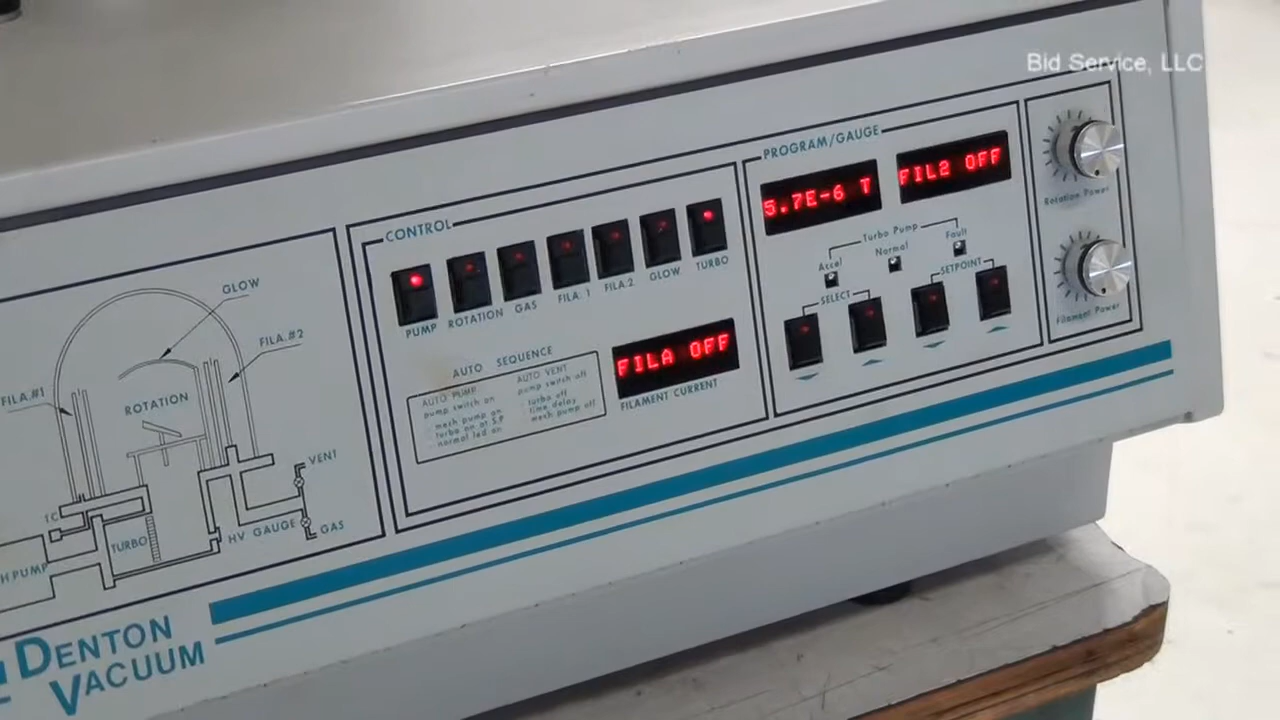 Bid Service, LLC
PROGRAM/GAUGE
5.7E-6 T
FIL2 OFF
Rotation Power
Turbo Pump
Accel
Normal
Fault
SELECT
SETPOINT
Filament Power
CONTROL
PUMP
ROTATION
GAS
FILA. 1
FILA.2
GLOW
TURBO
FILA OFF
FILAMENT CURRENT
AUTO SEQUENCE
AUTO PUMP
pump switch on
mech pump on
turbo on at S.P
normal led on
AUTO VENT
pump switch off
turbo off
time delay
mech pump off
GLOW
FILA.#2
FILA.#1
ROTATION
VENT
GAS
HV GAUGE
TC
TURBO
H PUMP
DENTON
VACUUM